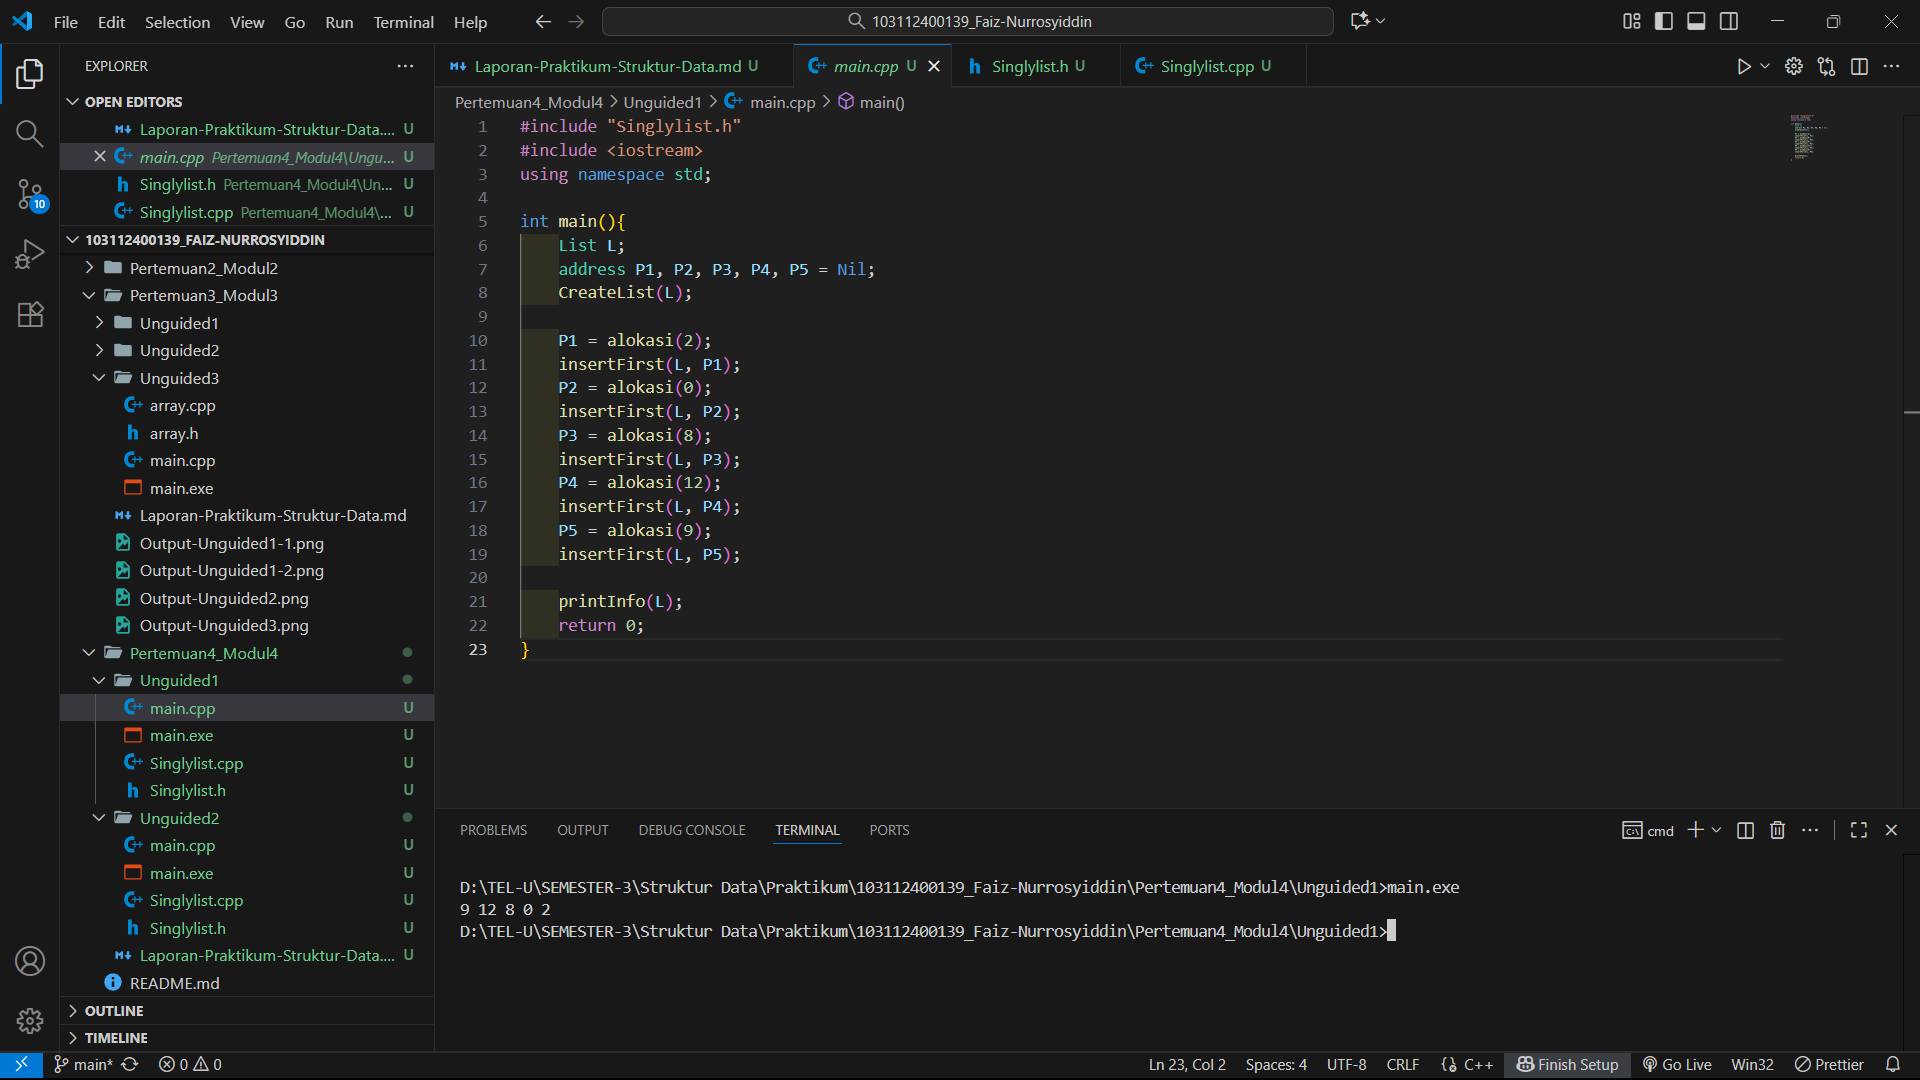 File Edit Selection View Go Run Terminal Help
103112400139_Faiz-Nurrosyiddin
EXPLORER
OPEN EDITORS
Laporan-Praktikum-Struktur-Data.... U
main.cpp Pertemuan4_Modul4\Ungu... U
Singlylist.h Pertemuan4_Modul4\Un... U
Singlylist.cpp Pertemuan4_Modul4\... U
103112400139_FAIZ-NURROSYIDDIN
Pertemuan2_Modul2
Pertemuan3_Modul3
Unguided1
Unguided2
Unguided3
array.cpp
array.h
main.cpp
main.exe
Laporan-Praktikum-Struktur-Data.md
Output-Unguided1-1.png
Output-Unguided1-2.png
Output-Unguided2.png
Output-Unguided3.png
Pertemuan4_Modul4
Unguided1
main.cpp U
main.exe U
Singlylist.cpp U
Singlylist.h U
Unguided2
main.cpp U
main.exe U
Singlylist.cpp U
Singlylist.h U
Laporan-Praktikum-Struktur-Data.... U
README.md
OUTLINE
TIMELINE
10
Laporan-Praktikum-Struktur-Data.md U
main.cpp U
Singlylist.h U
Singlylist.cpp U
Pertemuan4_Modul4 > Unguided1 > main.cpp > main()
1 #include "Singlylist.h"
2 #include <iostream>
3 using namespace std;
4
5 int main(){
6 List L;
7 address P1, P2, P3, P4, P5 = Nil;
8 CreateList(L);
9
10 P1 = alokasi(2);
11 insertFirst(L, P1);
12 P2 = alokasi(0);
13 insertFirst(L, P2);
14 P3 = alokasi(8);
15 insertFirst(L, P3);
16 P4 = alokasi(12);
17 insertFirst(L, P4);
18 P5 = alokasi(9);
19 insertFirst(L, P5);
20
21 printInfo(L);
22 return 0;
23 }
PROBLEMS OUTPUT DEBUG CONSOLE TERMINAL PORTS
cmd
D:\TEL-U\SEMESTER-3\Struktur Data\Praktikum\103112400139_Faiz-Nurrosyiddin\Pertemuan4_Modul4\Unguided1>main.exe
9 12 8 0 2
D:\TEL-U\SEMESTER-3\Struktur Data\Praktikum\103112400139_Faiz-Nurrosyiddin\Pertemuan4_Modul4\Unguided1>
main* 0 0
Ln 23, Col 2 Spaces: 4 UTF-8 CRLF {} C++ Finish Setup Go Live Win32 Prettier